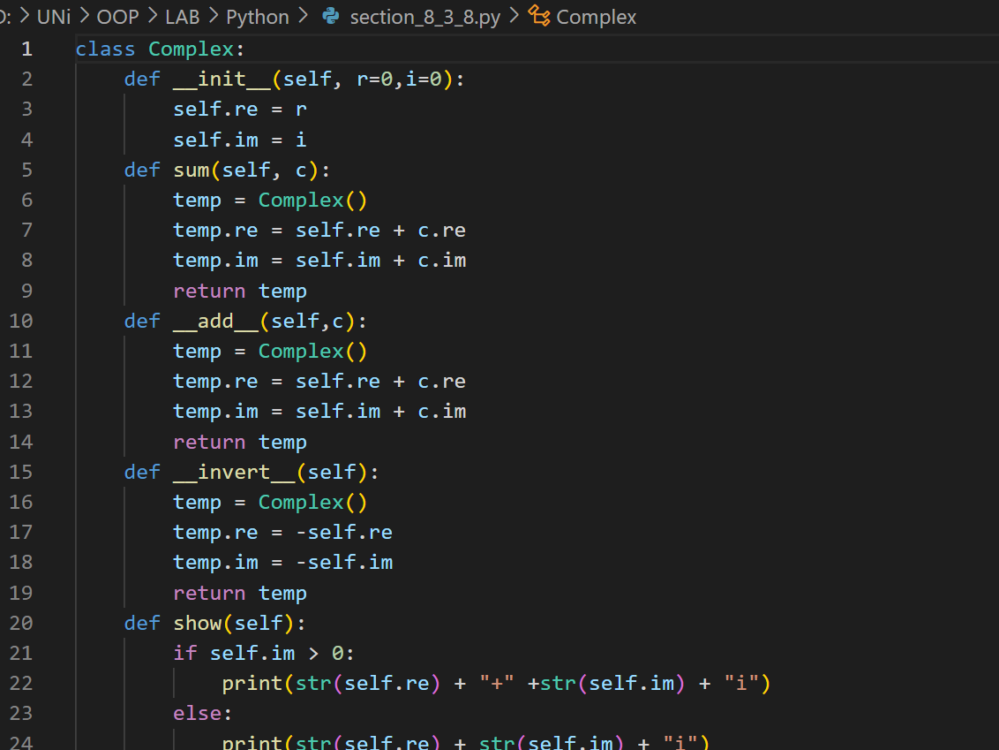 D: > UNi > OOP > LAB > Python > section_8_3_8.py > Complex
1 class Complex:
2     def __init__(self, r=0,i=0):
3         self.re = r
4         self.im = i
5     def sum(self, c):
6         temp = Complex()
7         temp.re = self.re + c.re
8         temp.im = self.im + c.im
9         return temp
10     def __add__(self,c):
11         temp = Complex()
12         temp.re = self.re + c.re
13         temp.im = self.im + c.im
14         return temp
15     def __invert__(self):
16         temp = Complex()
17         temp.re = -self.re
18         temp.im = -self.im
19         return temp
20     def show(self):
21         if self.im > 0:
22             print(str(self.re) + "+" +str(self.im) + "i")
23         else:
24             print(str(self.re) + str(self.im) + "i")